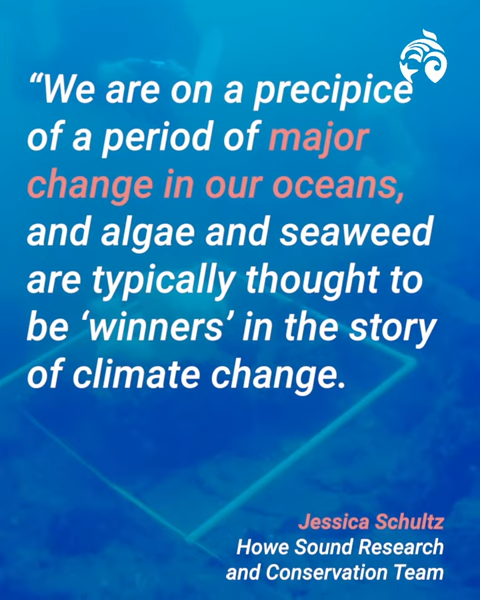 “We are on a precipice
of a period of major
change in our oceans,
and algae and seaweed
are typically thought to
be ‘winners’ in the story
of climate change.
Jessica Schultz
Howe Sound Research
and Conservation Team